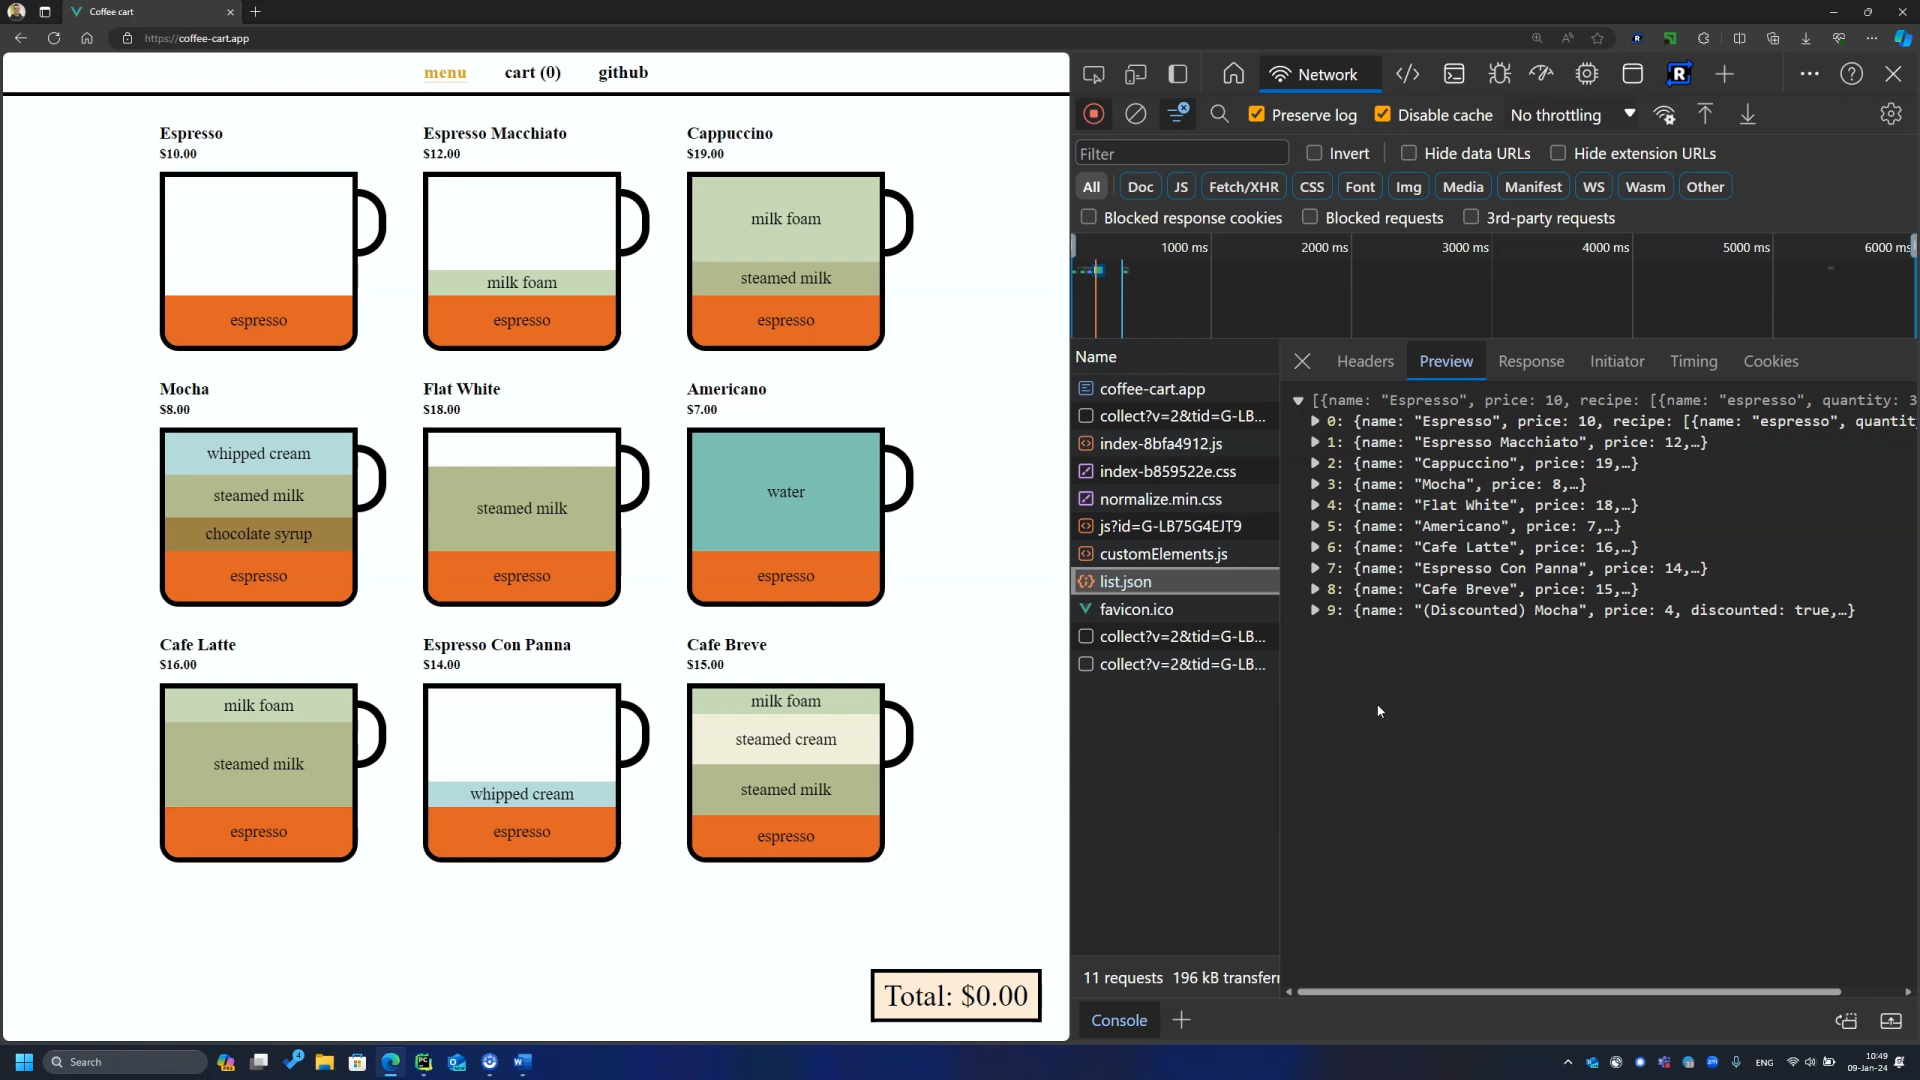 Coffee cart
https://coffee-cart.app
menu cart (0) github
Espresso
$10.00
espresso
Espresso Macchiato
$12.00
milk foam
espresso
Cappuccino
$19.00
milk foam
steamed milk
espresso
Mocha
$8.00
whipped cream
steamed milk
chocolate syrup
espresso
Flat White
$18.00
steamed milk
espresso
Americano
$7.00
water
espresso
Cafe Latte
$16.00
milk foam
steamed milk
espresso
Espresso Con Panna
$14.00
whipped cream
espresso
Cafe Breve
$15.00
milk foam
steamed cream
steamed milk
espresso
Total: $0.00
Network
Preserve log Disable cache No throttling
Filter Invert Hide data URLs Hide extension URLs
All Doc JS Fetch/XHR CSS Font Img Media Manifest WS Wasm Other
Blocked response cookies Blocked requests 3rd-party requests
1000 ms 2000 ms 3000 ms 4000 ms 5000 ms 6000 ms
Name
coffee-cart.app
collect?v=2&tid=G-LB...
index-8bfa4912.js
index-b859522e.css
normalize.min.css
js?id=G-LB75G4EJT9
customElements.js
list.json
favicon.ico
collect?v=2&tid=G-LB...
collect?v=2&tid=G-LB...
Headers Preview Response Initiator Timing Cookies
[{name: "Espresso", price: 10, recipe: [{name: "espresso", quantity: 3
0: {name: "Espresso", price: 10, recipe: [{name: "espresso", quantit
1: {name: "Espresso Macchiato", price: 12,…}
2: {name: "Cappuccino", price: 19,…}
3: {name: "Mocha", price: 8,…}
4: {name: "Flat White", price: 18,…}
5: {name: "Americano", price: 7,…}
6: {name: "Cafe Latte", price: 16,…}
7: {name: "Espresso Con Panna", price: 14,…}
8: {name: "Cafe Breve", price: 15,…}
9: {name: "(Discounted) Mocha", price: 4, discounted: true,…}
11 requests 196 kB transferr
Console
Search
ENG
10:49
09-Jan-24